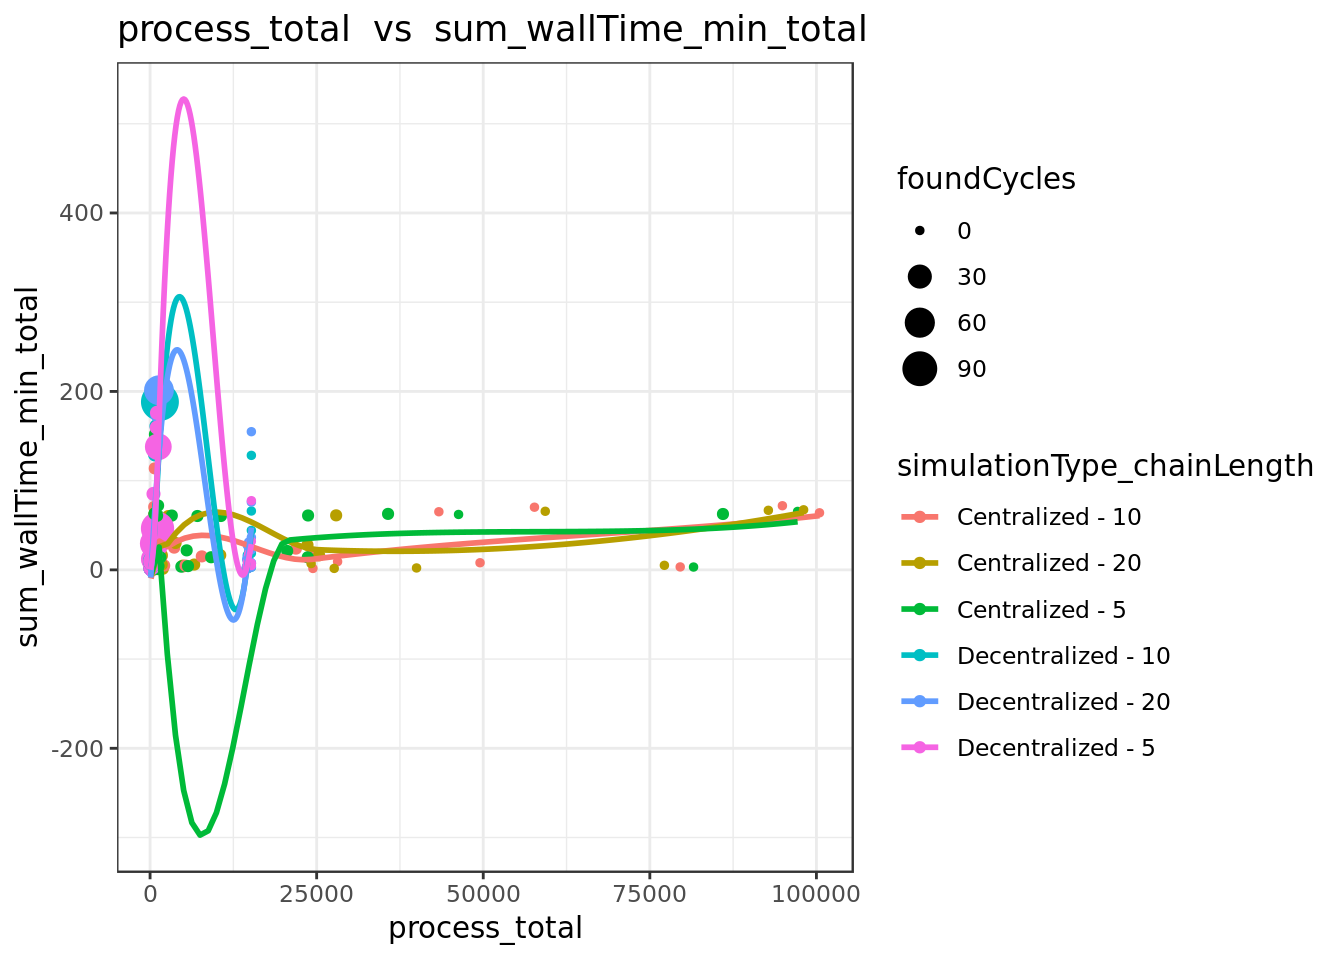 process_total vs sum_wallTime_min_total
sum_wallTime_min_total
400
200
0
-200
0 25000 50000 75000 100000
process_total
foundCycles
0
30
60
90
simulationType_chainLength
Centralized - 10
Centralized - 20
Centralized - 5
Decentralized - 10
Decentralized - 20
Decentralized - 5